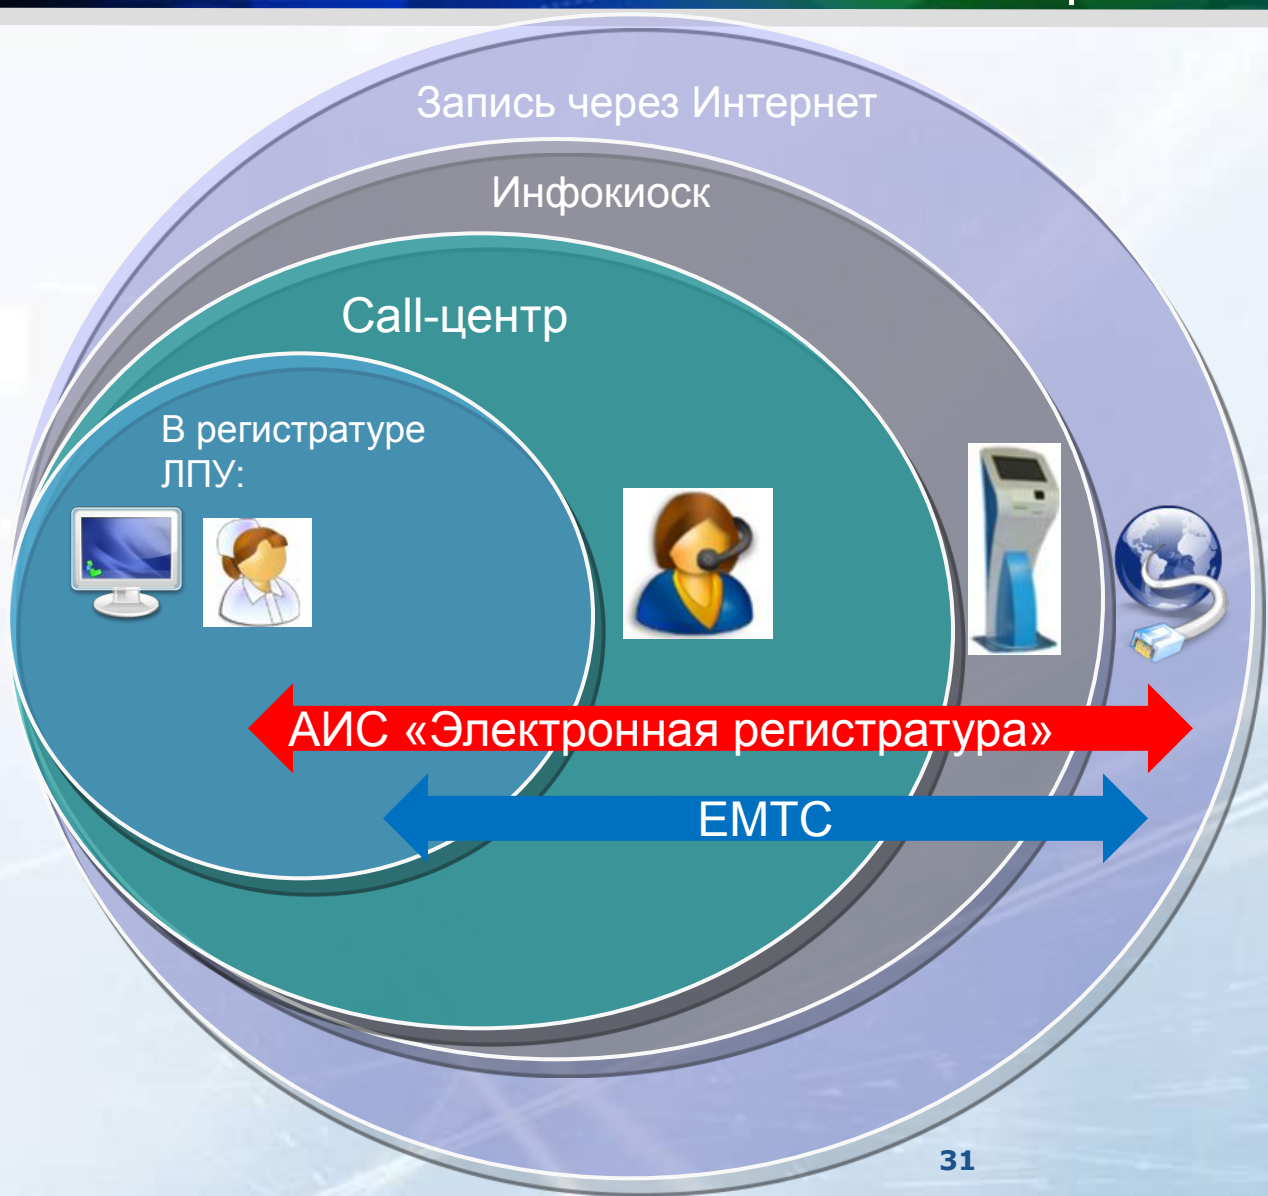 Запись через Интернет
Инфокиоск
Call-центр
В регистратуре
ЛПУ:
АИС «Электронная регистратура»
ЕМТС
31